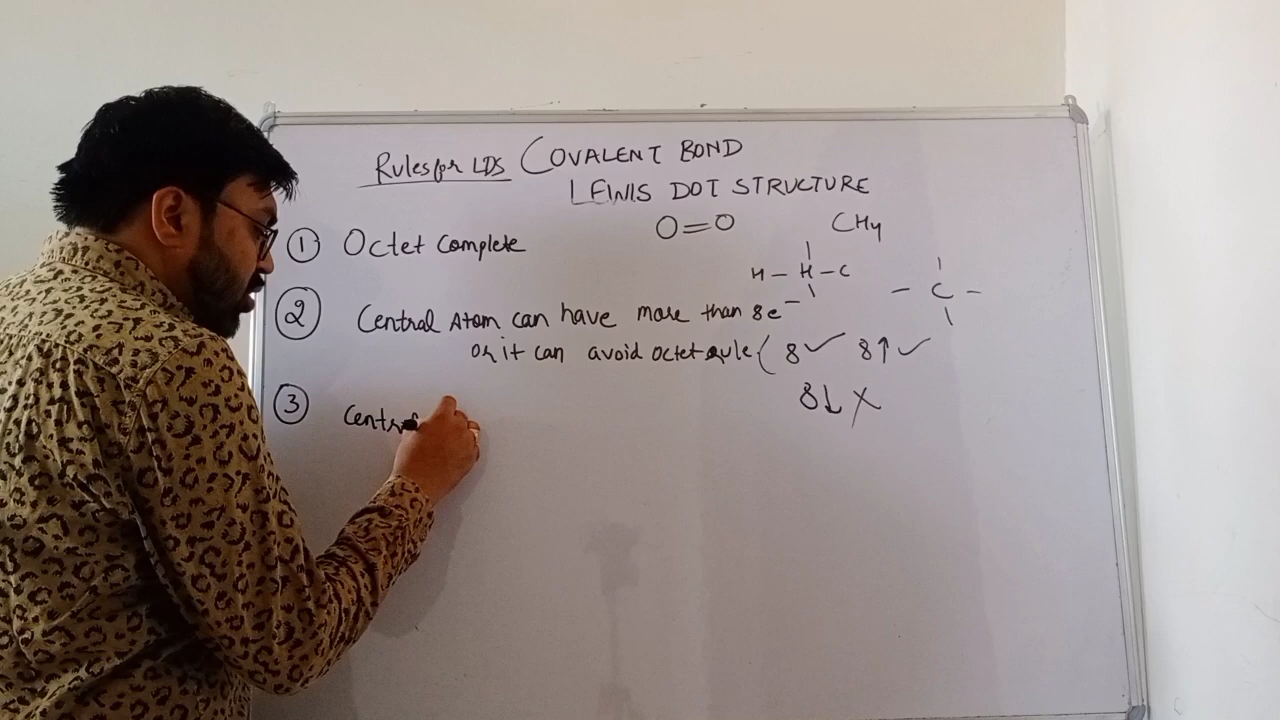 Rules for LDS COVALENT BOND
LEWIS DOT STRUCTURE
O=O CH4
① Octet Complete
H – H – C
– C –
② Central Atom can have more than 8e–
or it can avoid octet rule ( 8 ✓ 8↑ ✓
8↓ X
③ Centr